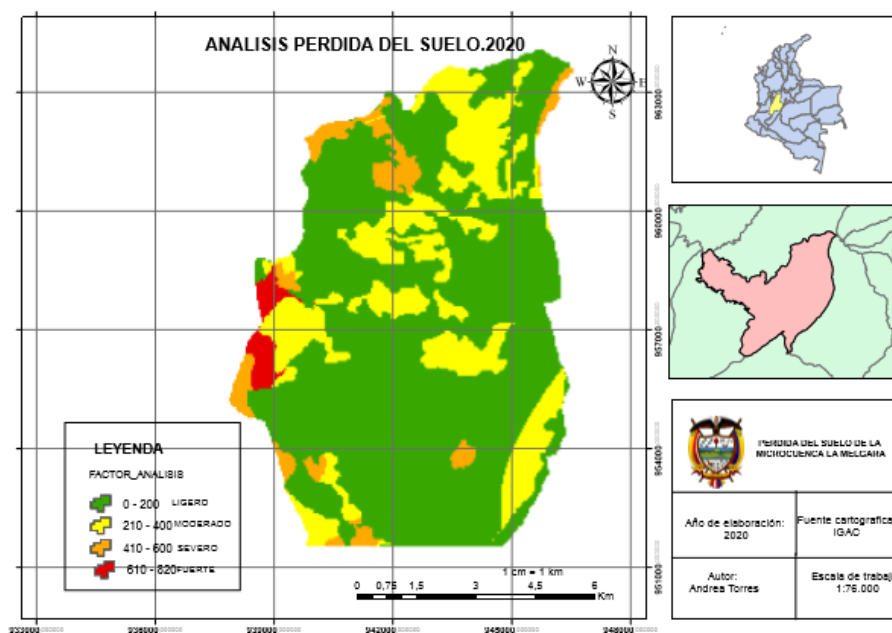 ANALISIS PERDIDA DEL SUELO.2020
N
W
E
S
963000
960000
957000
954000
951000
LEYENDA
FACTOR_ANALISIS
0 - 200 LIGERO
210 - 400 MODERADO
410 - 600 SEVERO
610 - 820 FUERTE
1 cm = 1 km
0 0,75 1,5 3 4,5 6
Km
933000 936000 939000 942000 945000 948000
PERDIDA DEL SUELO DE LA
MICROCUENCA LA MELGARA
Año de elaboración:
2020
Fuente cartografica
IGAC
Autor:
Andrea Torres
Escala de trabaj
1:76.000